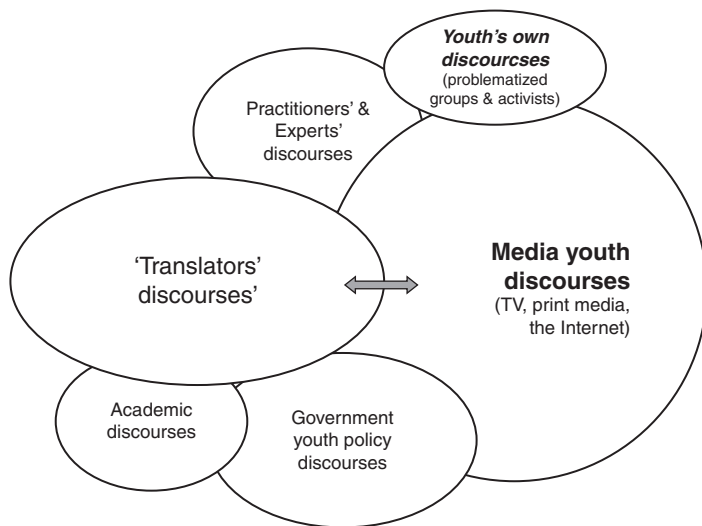 Youth's own
discourcses
(problematized
groups & activists)
Practitioners' &
Experts'
discourses
‘Translators’
discourses’
Media youth
discourses
(TV, print media,
the Internet)
Academic
discourses
Government
youth policy
discourses